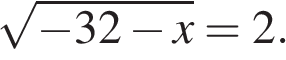 √(−32 − x) = 2.